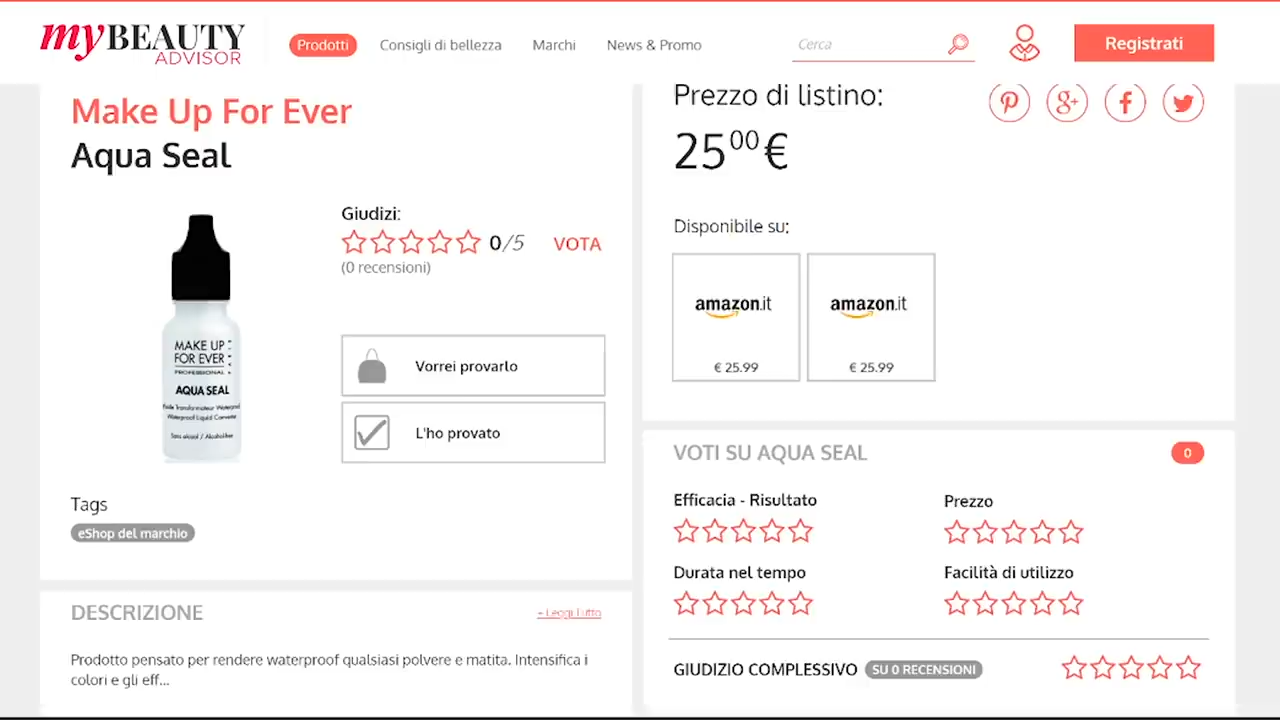 myBEAUTY
ADVISOR
Prodotti
Consigli di bellezza
Marchi
News & Promo
Cerca
Registrati
Make Up For Ever
Aqua Seal
Giudizi:
0/5
VOTA
(0 recensioni)
MAKE UP
FOR EVER
PROFESSIONAL
AQUA SEAL
Waterproof Liquid Converter
Sans alcool / Alcohol-free
Vorrei provarlo
L'ho provato
Tags
eShop del marchio
DESCRIZIONE
+ Leggi Tutto
Prodotto pensato per rendere waterproof qualsiasi polvere e matita. Intensifica i
colori e gli eff...
Prezzo di listino:
25⁰⁰€
Disponibile su:
amazon.it
€ 25.99
amazon.it
€ 25.99
VOTI SU AQUA SEAL
0
Efficacia - Risultato
Prezzo
Durata nel tempo
Facilità di utilizzo
GIUDIZIO COMPLESSIVO
SU 0 RECENSIONI